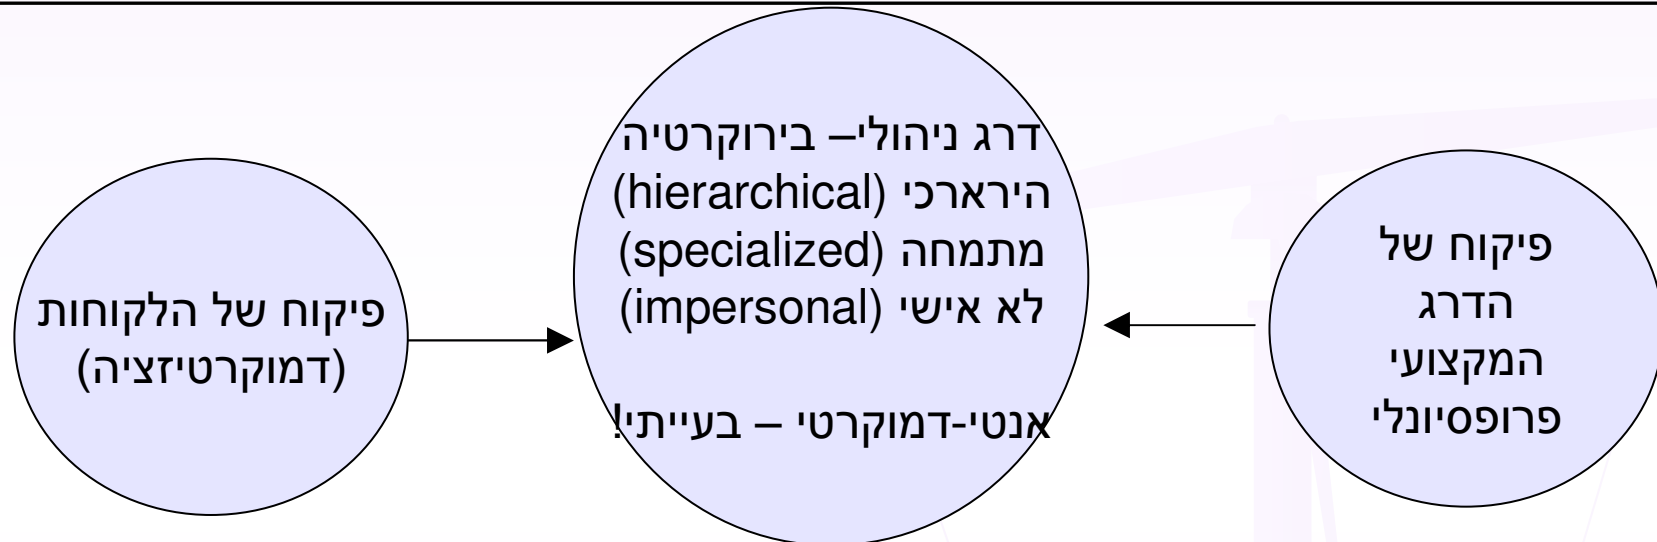 פיקוח של
הדרג
המקצועי
פרופסיונלי
דרג ניהולי– בירוקרטיה
הירארכי (hierarchical)
מתמחה (specialized)
לא אישי (impersonal)
אנטי-דמוקרטי – בעייתי!
פיקוח של הלקוחות
(דמוקרטיזציה)